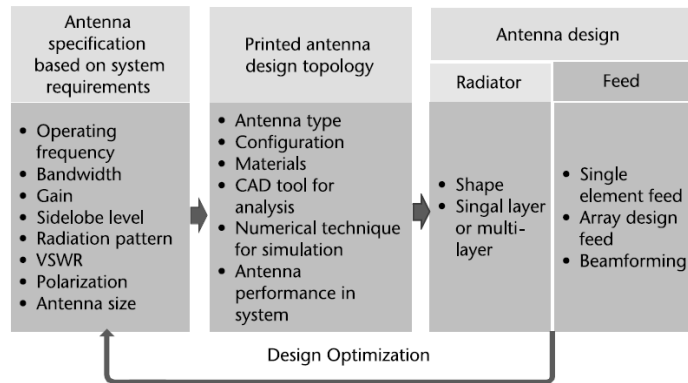 Antenna
specification
based on system
requirements
• Operating
frequency
• Bandwidth
• Gain
• Sidelobe level
• Radiation pattern
• VSWR
• Polarization
• Antenna size
Printed antenna
design topology
• Antenna type
• Configuration
• Materials
• CAD tool for
analysis
• Numerical technique
for simulation
• Antenna
performance in
system
Antenna design
Radiator
• Shape
• Singal layer
or multi-
layer
Feed
• Single
element feed
• Array design
feed
• Beamforming
Design Optimization